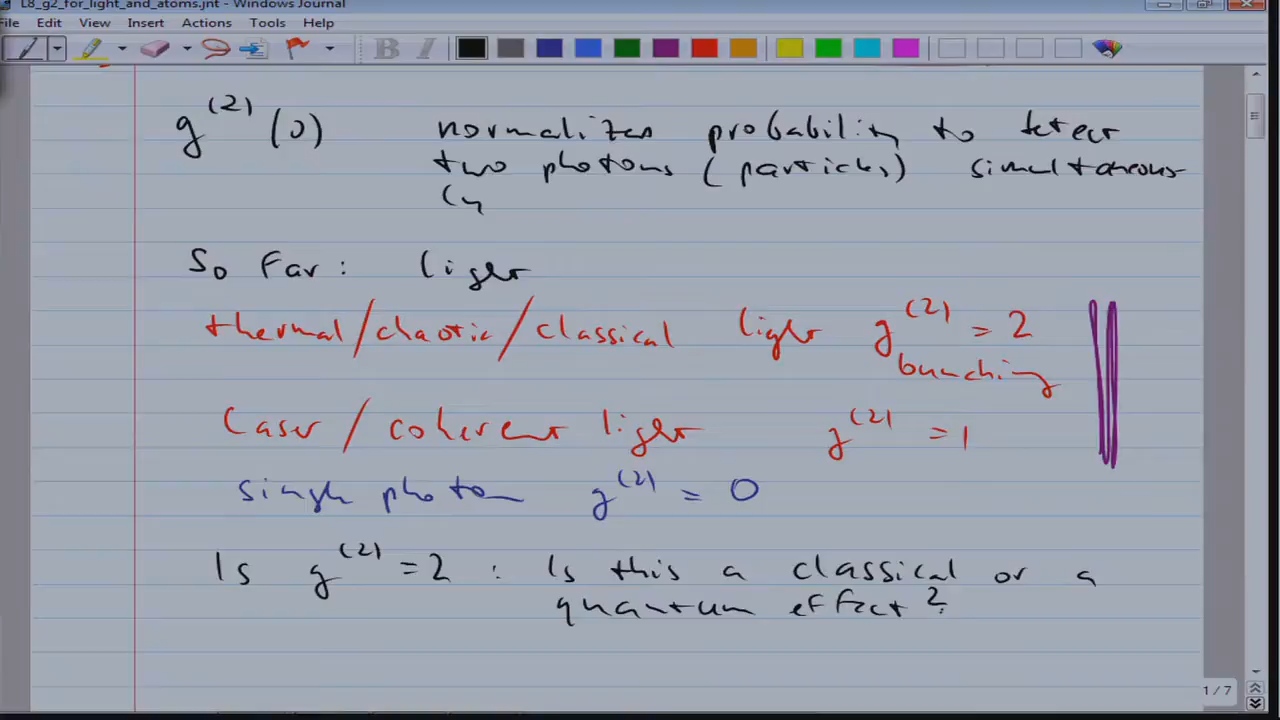 L8_g2_for_light_and_atoms.jnt - Windows Journal
File Edit View Insert Actions Tools Help
g^(2)(0) normalized probability to detect
two photons (particles) simultaneous
ly
So far: light
thermal/chaotic/classical light g^(2) = 2
bunching
Laser / coherent light g^(2) = 1
single photon g^(2) = 0
Is g^(2) = 2 : Is this a classical or a
quantum effect?
1 / 7